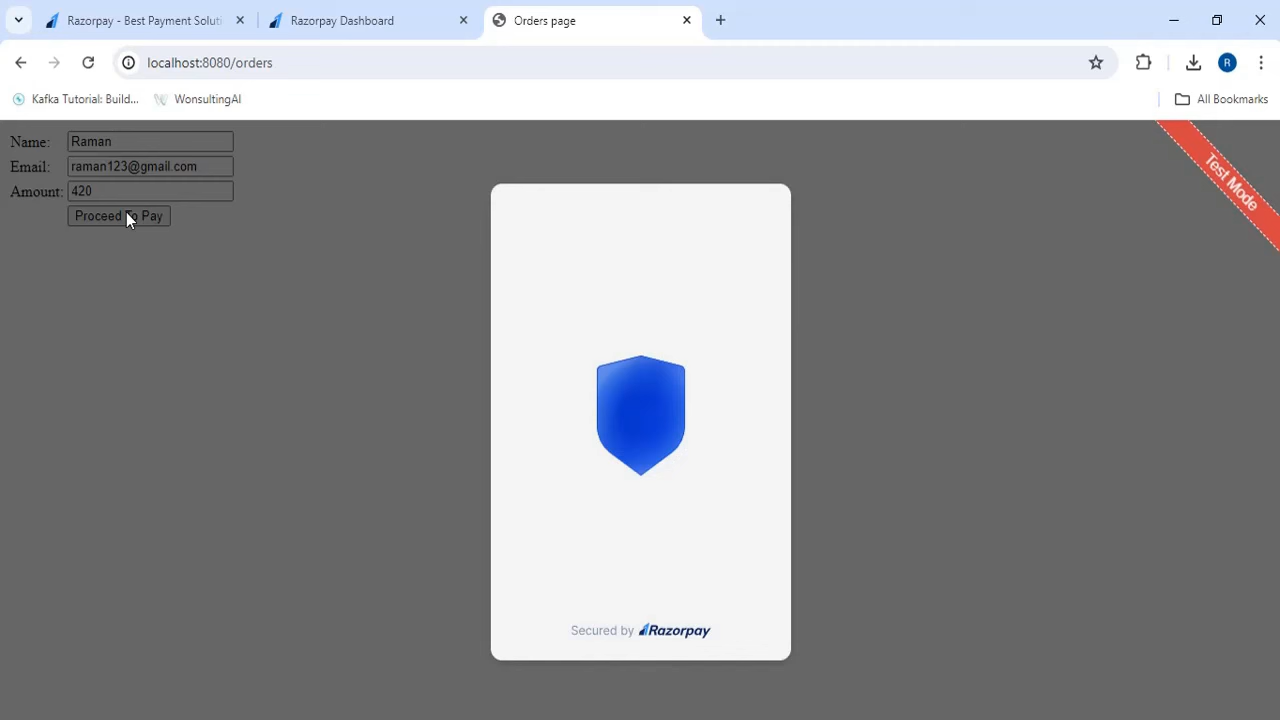 Razorpay - Best Payment Soluti
Razorpay Dashboard
Orders page
localhost:8080/orders
R
Kafka Tutorial: Build...
WonsultingAI
All Bookmarks
Name: Raman
Email: raman123@gmail.com
Amount: 420
Proceed To Pay
Test Mode
Secured by Razorpay